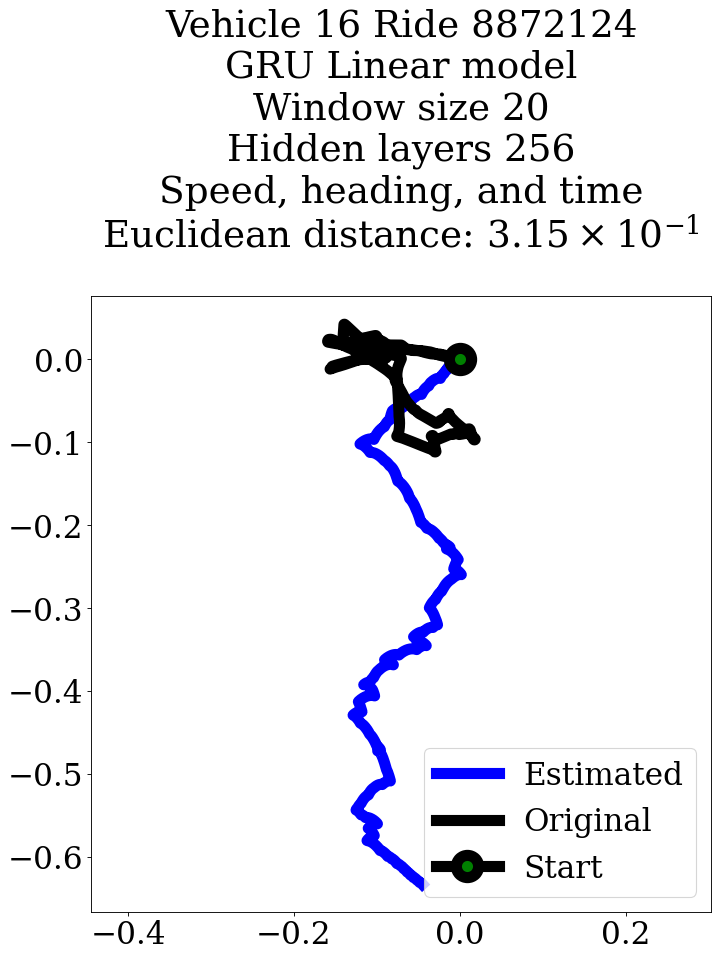 Vehicle 16 Ride 8872124
GRU Linear model
Window size 20
Hidden layers 256
Speed, heading, and time
Euclidean distance: 3.15 × 10⁻¹
0.0
−0.1
−0.2
−0.3
−0.4
−0.5
−0.6
Estimated
Original
Start
−0.4 −0.2 0.0 0.2